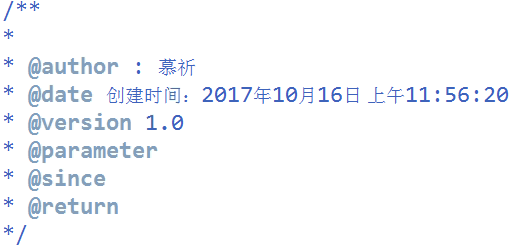 /**
*
* @author : 慕祈
* @date 创建时间：2017年10月16日 上午11:56:20
* @version 1.0
* @parameter
* @since
* @return
*/